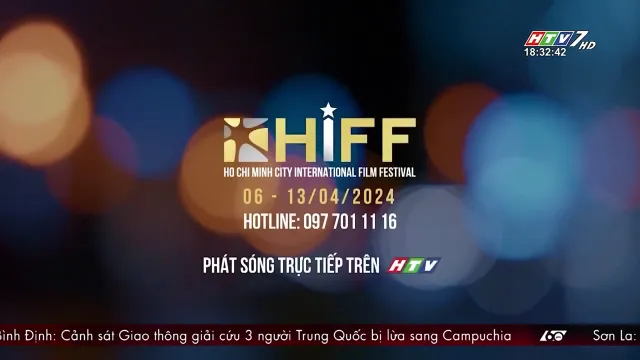 HTV7 HD
18:32:42
HIFF
HO CHI MINH CITY INTERNATIONAL FILM FESTIVAL
06 - 13/04/2024
HOTLINE: 097 701 11 16
PHÁT SÓNG TRỰC TIẾP TRÊN HTV
Bình Định: Cảnh sát Giao thông giải cứu 3 người Trung Quốc bị lừa sang Campuchia 60 Sơn La: